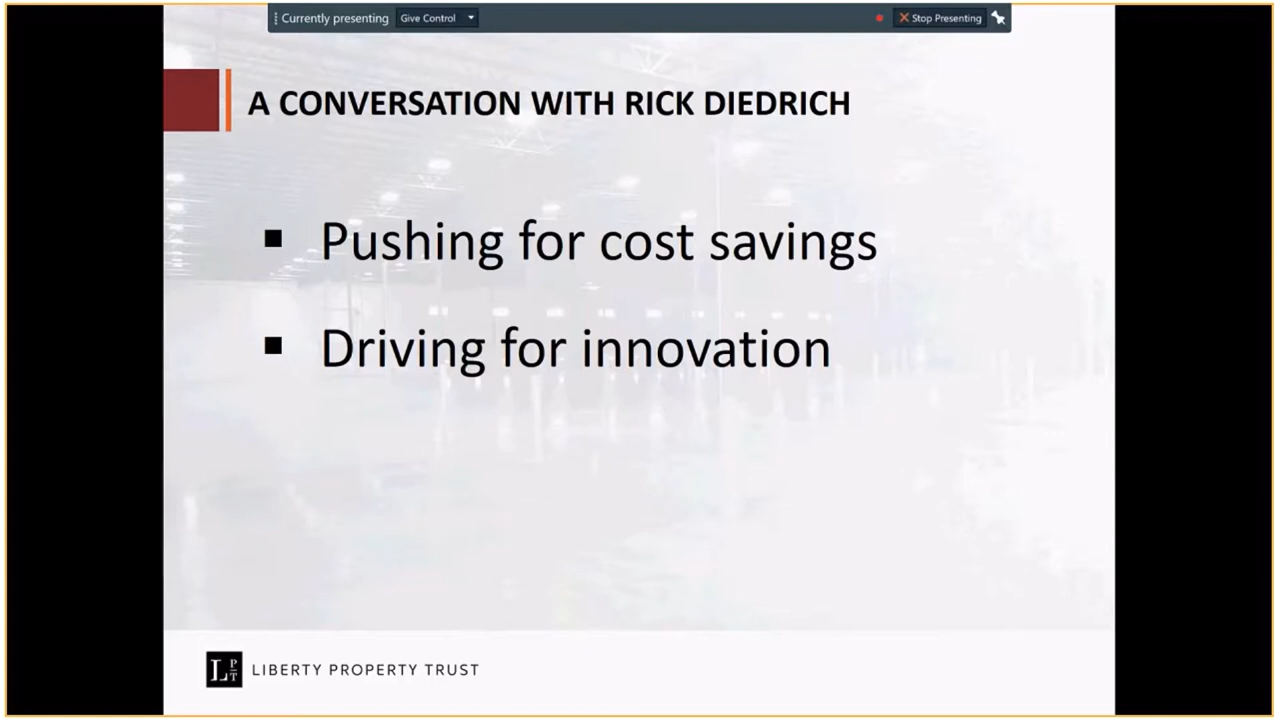 Currently presenting Give Control Stop Presenting
A CONVERSATION WITH RICK DIEDRICH
Pushing for cost savings
Driving for innovation
LPT LIBERTY PROPERTY TRUST